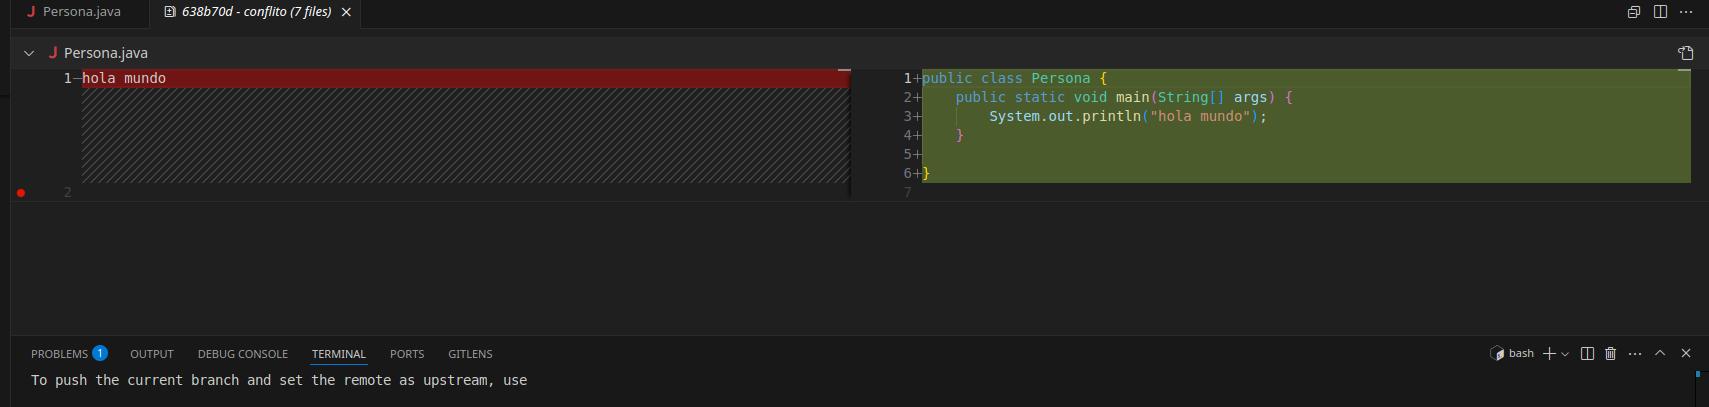 Persona.java
638b70d - conflito (7 files)
Persona.java
1 hola mundo
2
1+ public class Persona {
2+ public static void main(String[] args) {
3+ System.out.println("hola mundo");
4+ }
5+
6+ }
7
PROBLEMS 1 OUTPUT DEBUG CONSOLE TERMINAL PORTS GITLENS
bash
To push the current branch and set the remote as upstream, use